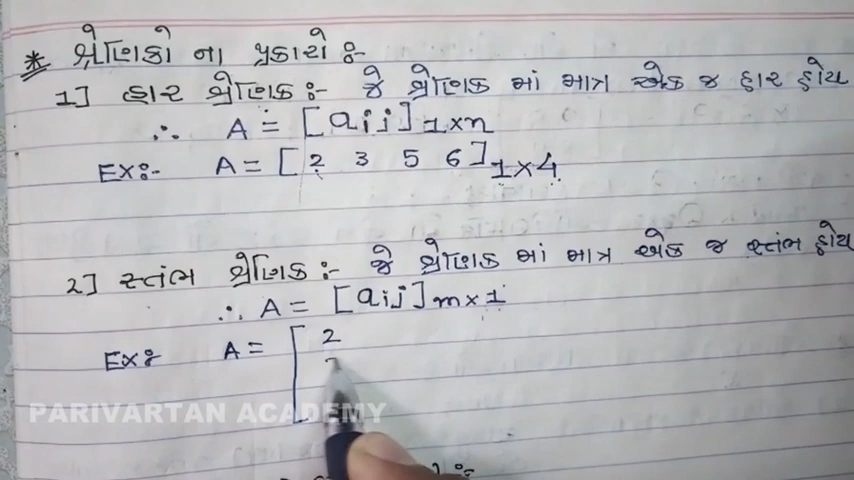 * શ્રેણિકો ના પ્રકારો :-
1] હાર શ્રેણિક :- જે શ્રેણિક માં માત્ર એક જ હાર હોય
∴ A = [aij]1×n
Ex:- A = [ 2 3 5 6 ]1×4
2] સ્તંભ શ્રેણિક :- જે શ્રેણિક માં માત્ર એક જ સ્તંભ હોય
∴ A = [aij]m×1
Ex: A = [ 2
PARIVARTAN ACADEMY